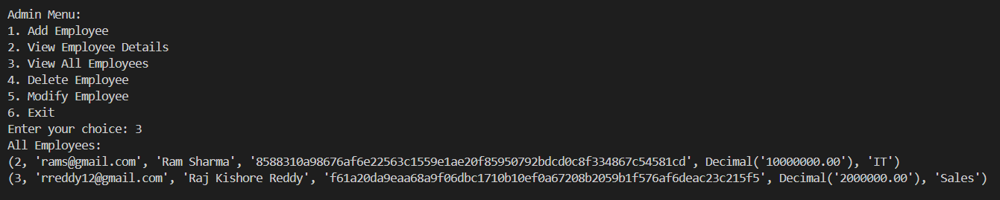 Admin Menu:
1. Add Employee
2. View Employee Details
3. View All Employees
4. Delete Employee
5. Modify Employee
6. Exit
Enter your choice: 3
All Employees:
(2, 'rams@gmail.com', 'Ram Sharma', '8588310a98676af6e22563c1559e1ae20f85950792bdcd0c8f334867c54581cd', Decimal('10000000.00'), 'IT')
(3, 'rreddy12@gmail.com', 'Raj Kishore Reddy', 'f61a20da9eaa68a9f06dbc1710b10ef0a67208b2059b1f576af6deac23c215f5', Decimal('2000000.00'), 'Sales')